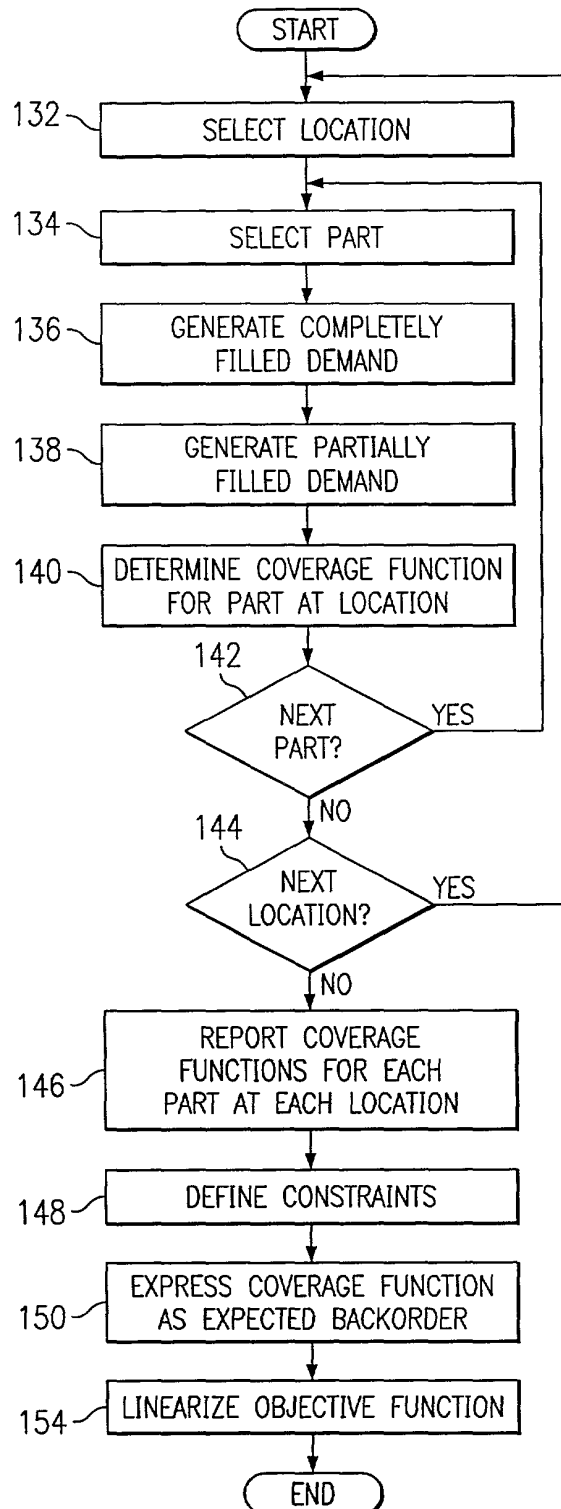 START
132
SELECT LOCATION
134
SELECT PART
136
GENERATE COMPLETELY
FILLED DEMAND
138
GENERATE PARTIALLY
FILLED DEMAND
140
DETERMINE COVERAGE FUNCTION
FOR PART AT LOCATION
142
NEXT
PART?
YES
NO
144
NEXT
LOCATION?
YES
NO
146
REPORT COVERAGE
FUNCTIONS FOR EACH
PART AT EACH LOCATION
148
DEFINE CONSTRAINTS
150
EXPRESS COVERAGE FUNCTION
AS EXPECTED BACKORDER
154
LINEARIZE OBJECTIVE FUNCTION
END